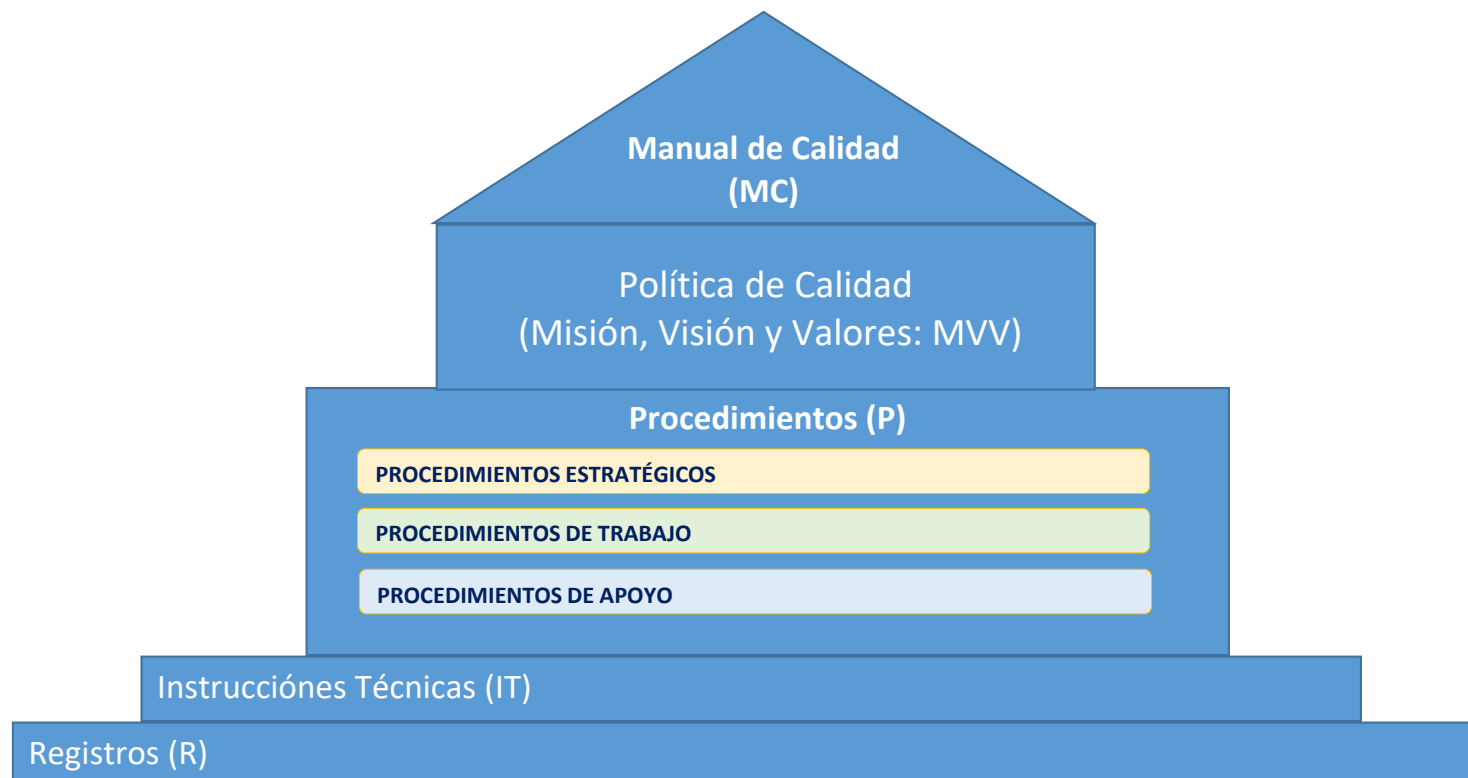 Manual de Calidad
(MC)
Política de Calidad
(Misión, Visión y Valores: MVV)
Procedimientos (P)
PROCEDIMIENTOS ESTRATÉGICOS
PROCEDIMIENTOS DE TRABAJO
PROCEDIMIENTOS DE APOYO
Instrucciónes Técnicas (IT)
Registros (R)